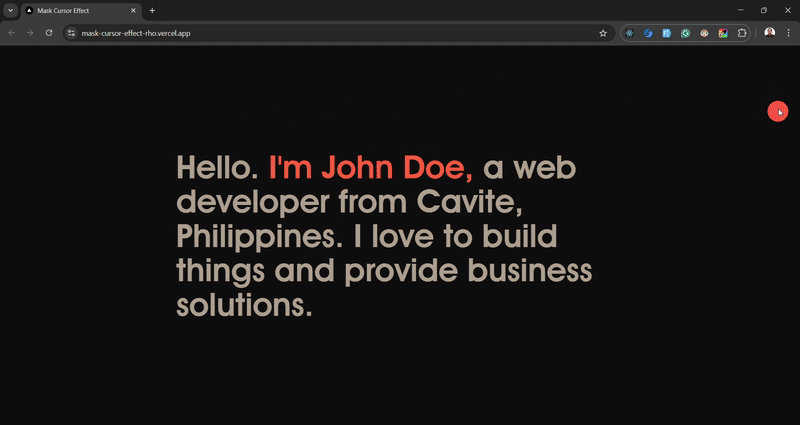 Mask Cursor Effect
mask-cursor-effect-rho.vercel.app
Hello. I'm John Doe, a web
developer from Cavite,
Philippines. I love to build
things and provide business
solutions.